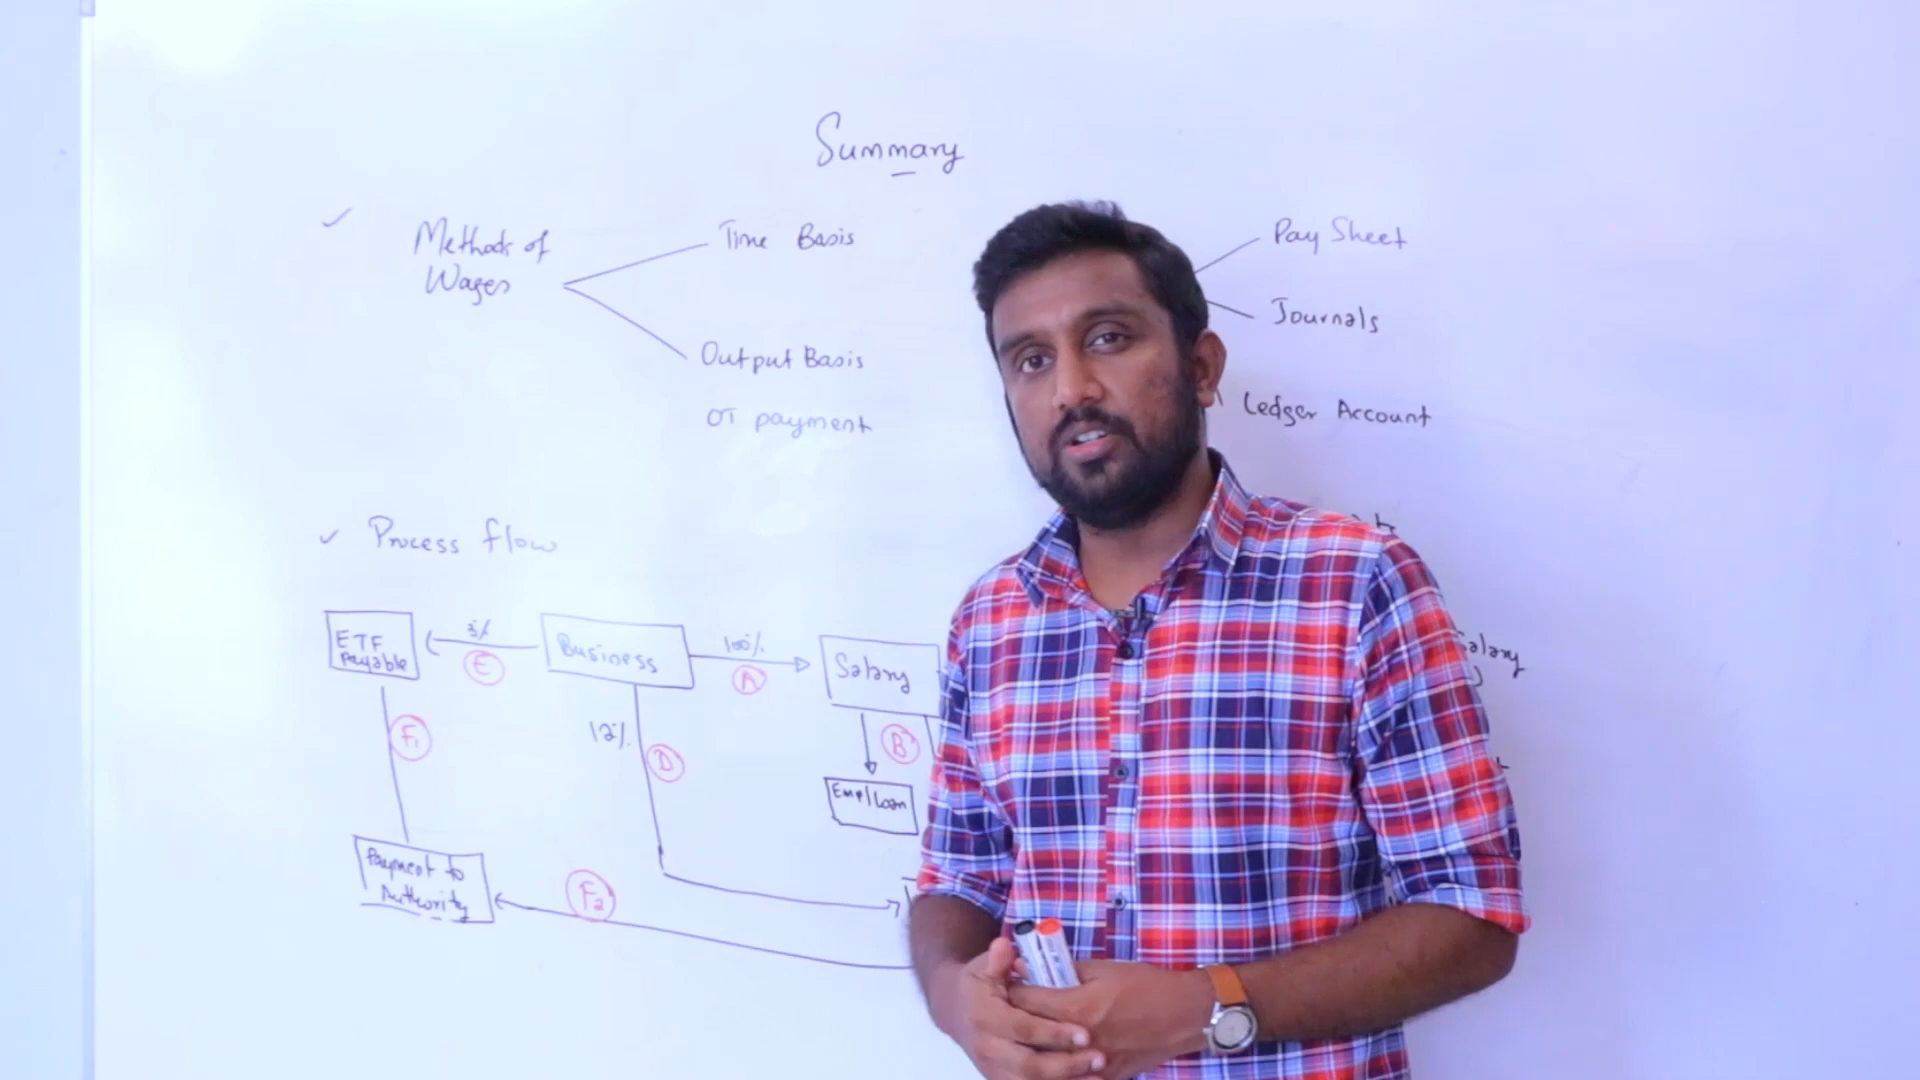 Summary
Methods of
Wages
Time Basis
Output Basis
OT payment
Pay Sheet
Journals
Ledger Account
Process flow
ETF
payable
3%
E
Business
100%
A
Salary
F1
12%
D
B
Emp/Loan
Payment to
Authority
F2